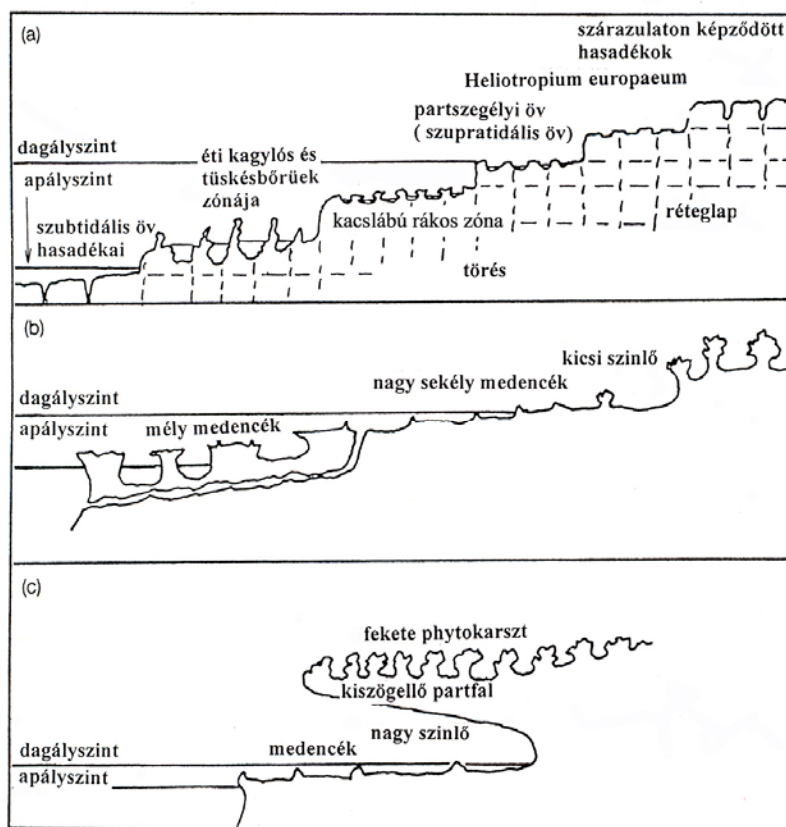 (a)
szárazulaton képződött
hasadékok
Heliotropium europaeum
partszegélyi öv
( szupratidális öv)
dagályszint
éti kagylós és
tüskésbőrűek
zónája
apályszint
szubtidális öv
hasadékai
kacslábú rákos zóna
réteglap
törés
(b)
kicsi szinlő
nagy sekély medencék
dagályszint
apályszint
mély medencék
(c)
fekete phytokarszt
kiszögellő partfal
nagy szinlő
medencék
dagályszint
apályszint